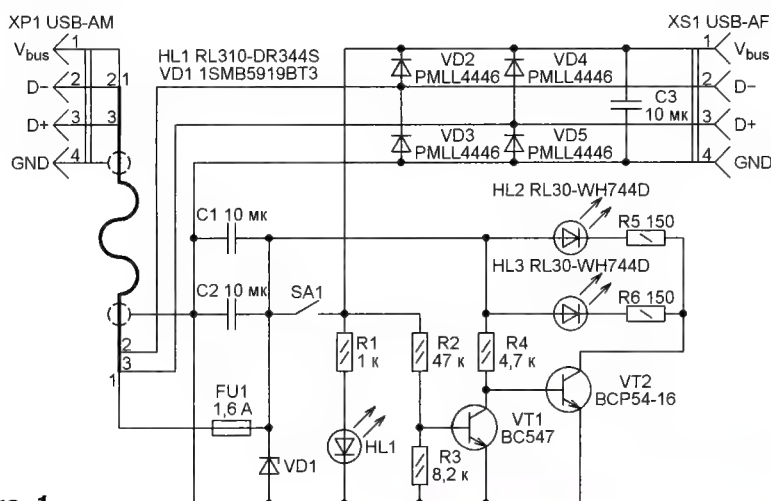 XP1 USB-AM
XS1 USB-AF
Vbus 1
D- 2 2 1
D+ 3 3
GND 4
HL1 RL310-DR344S
VD1 1SMB5919BT3
VD2
PMLL4446
VD4
PMLL4446
VD3
PMLL4446
VD5
PMLL4446
C3
10 мк
1 Vbus
2 D-
3 D+
4 GND
C1 10 мк
C2 10 мк
SA1
HL2 RL30-WH744D
R5 150
HL3 RL30-WH744D
R6 150
R1
1 к
R2
47 к
R4
4,7 к
2
3
1
FU1
1,6 А
VD1
HL1
R3
8,2 к
VT1
BC547
VT2
BCP54-16